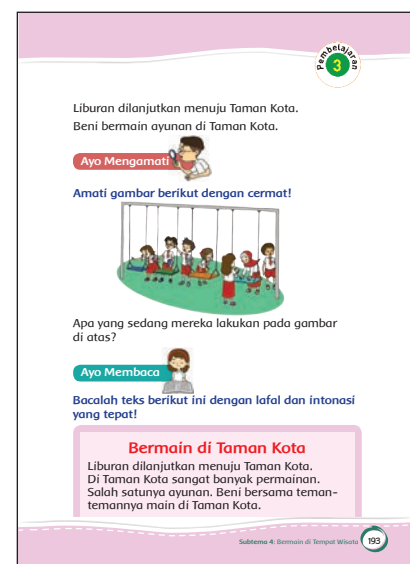 Pembelajaran
3
Liburan dilanjutkan menuju Taman Kota.
Beni bermain ayunan di Taman Kota.
Ayo Mengamati
Amati gambar berikut dengan cermat!
Apa yang sedang mereka lakukan pada gambar
di atas?
Ayo Membaca
Bacalah teks berikut ini dengan lafal dan intonasi
yang tepat!
Bermain di Taman Kota
Liburan dilanjutkan menuju Taman Kota.
Di Taman Kota sangat banyak permainan.
Salah satunya ayunan. Beni bersama teman-
temannya main di Taman Kota.
Subtema 4: Bermain di Tempat Wisata
193